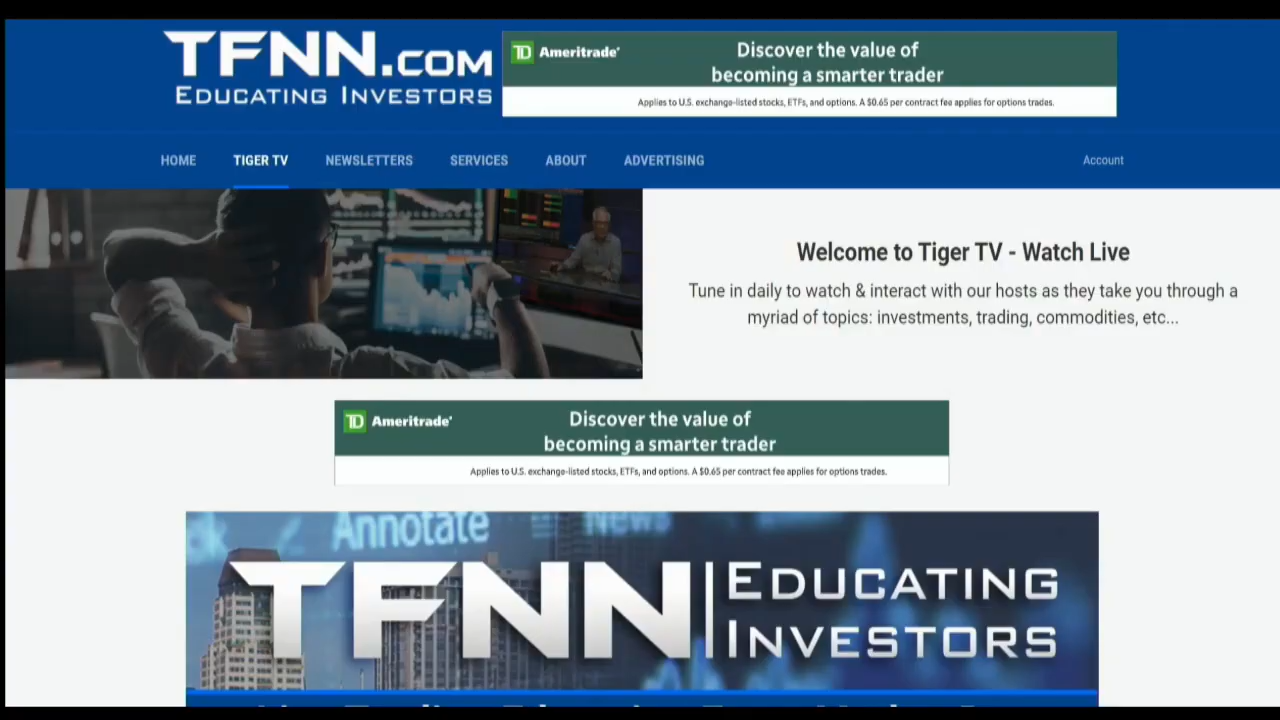 TFNN.COM
EDUCATING INVESTORS
TD Ameritrade
Discover the value of
becoming a smarter trader
Applies to U.S. exchange-listed stocks, ETFs, and options. A $0.65 per contract fee applies for options trades.
HOME TIGER TV NEWSLETTERS SERVICES ABOUT ADVERTISING Account
Welcome to Tiger TV - Watch Live
Tune in daily to watch & interact with our hosts as they take you through a
myriad of topics: investments, trading, commodities, etc...
TD Ameritrade
Discover the value of
becoming a smarter trader
Applies to U.S. exchange-listed stocks, ETFs, and options. A $0.65 per contract fee applies for options trades.
Annotate News
TFNN EDUCATING
INVESTORS